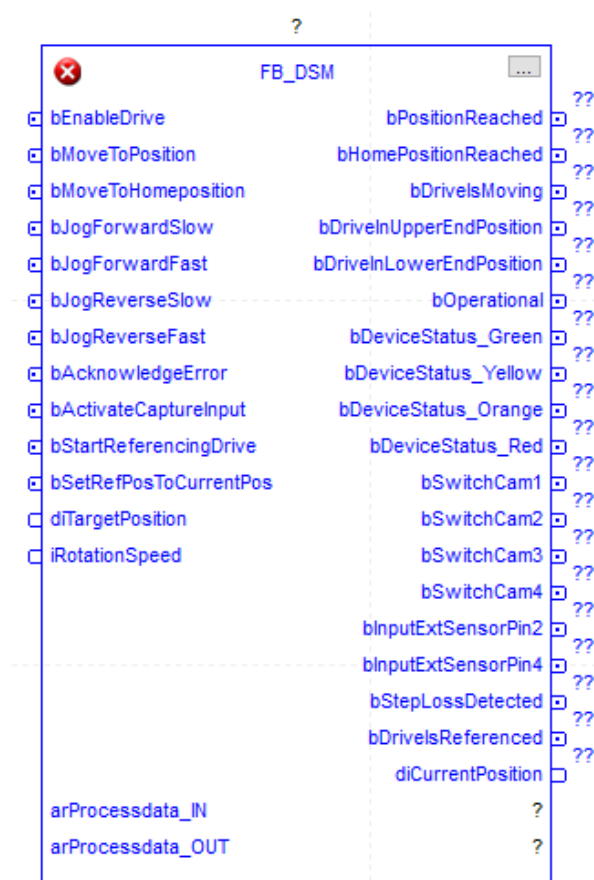 ?
FB_DSM ...
??
bEnableDrive bPositionReached
??
bMoveToPosition bHomePositionReached
??
bMoveToHomeposition bDriveIsMoving
??
bJogForwardSlow bDriveInUpperEndPosition
??
bJogForwardFast bDriveInLowerEndPosition
??
bJogReverseSlow bOperational
??
bJogReverseFast bDeviceStatus_Green
??
bAcknowledgeError bDeviceStatus_Yellow
??
bActivateCaptureInput bDeviceStatus_Orange
??
bStartReferencingDrive bDeviceStatus_Red
??
bSetRefPosToCurrentPos bSwitchCam1
??
diTargetPosition bSwitchCam2
??
iRotationSpeed bSwitchCam3
??
bSwitchCam4
??
bInputExtSensorPin2
??
bInputExtSensorPin4
??
bStepLossDetected
??
bDriveIsReferenced
??
diCurrentPosition
arProcessdata_IN ?
arProcessdata_OUT ?